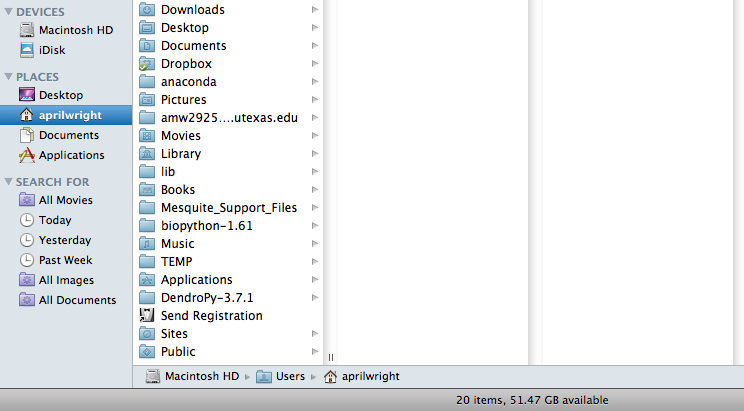 DEVICES
Macintosh HD
iDisk
PLACES
Desktop
aprilwright
Documents
Applications
SEARCH FOR
All Movies
Today
Yesterday
Past Week
All Images
All Documents
Downloads
Desktop
Documents
Dropbox
anaconda
Pictures
amw2925....utexas.edu
Movies
Library
lib
Books
Mesquite_Support_Files
biopython-1.61
Music
TEMP
Applications
DendroPy-3.7.1
Send Registration
Sites
Public
Macintosh HD Users aprilwright
20 items, 51.47 GB available